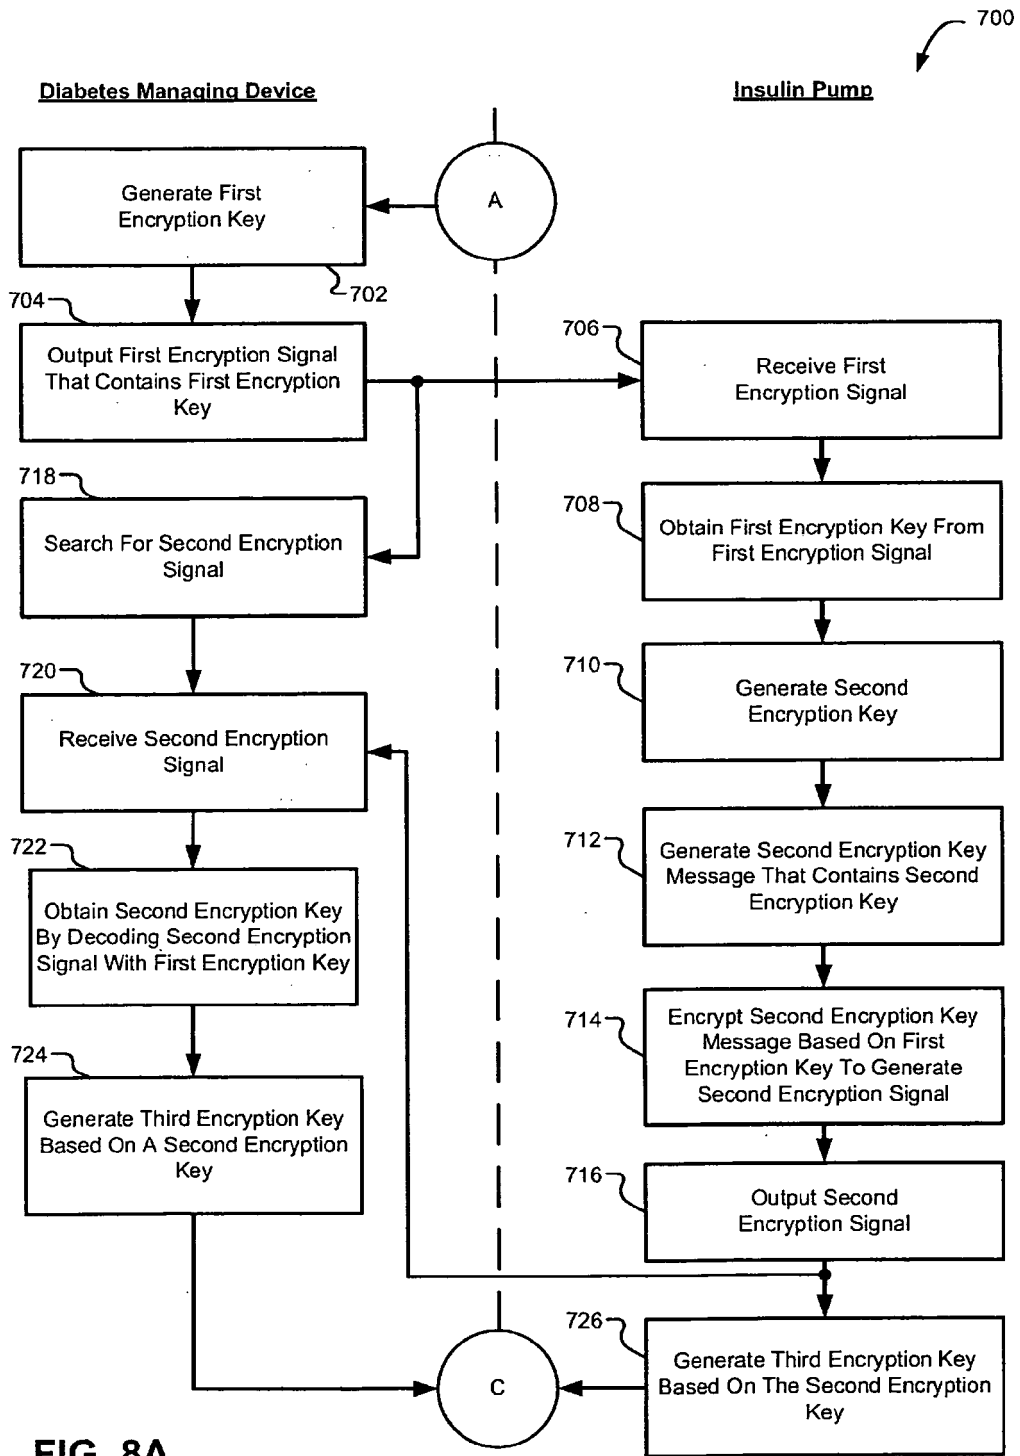 700
Diabetes Managing Device
Insulin Pump
A
Generate First
Encryption Key
702
704
Output First Encryption Signal
That Contains First Encryption
Key
706
Receive First
Encryption Signal
718
Search For Second Encryption
Signal
708
Obtain First Encryption Key From
First Encryption Signal
720
Receive Second Encryption
Signal
710
Generate Second
Encryption Key
722
Obtain Second Encryption Key
By Decoding Second Encryption
Signal With First Encryption Key
712
Generate Second Encryption Key
Message That Contains Second
Encryption Key
714
Encrypt Second Encryption Key
Message Based On First
Encryption Key To Generate
Second Encryption Signal
724
Generate Third Encryption Key
Based On A Second Encryption
Key
716
Output Second
Encryption Signal
726
Generate Third Encryption Key
Based On The Second Encryption
Key
C
FIG. 8A